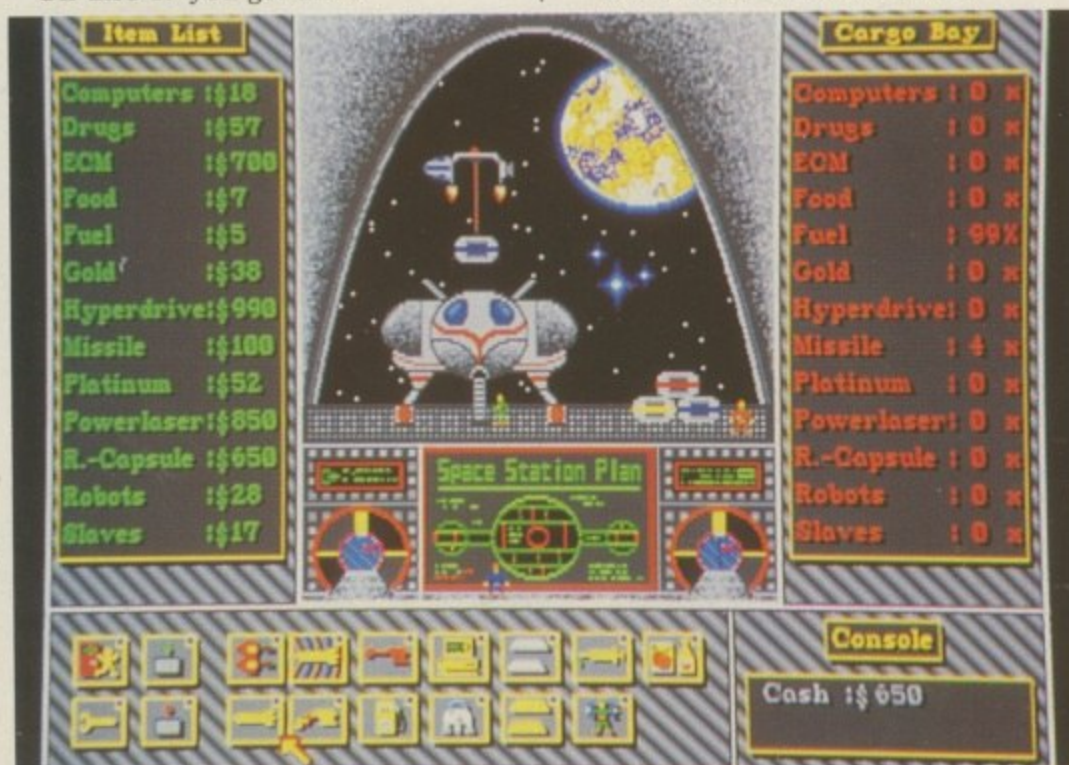 Item List
Computers :$18
Drugs :$57
ECM :$700
Food :$7
Fuel :$5
Gold :$38
Hyperdrive:$990
Missile :$100
Platinum :$52
Powerlaser:$850
R.-Capsule :$650
Robots :$28
Slaves :$17
Space Station Plan
Cargo Bay
Computers : 0 x
Drugs : 0 x
ECM : 0 x
Food : 0 x
Fuel : 99%
Gold : 0 x
Hyperdrive: 0 x
Missile : 4 x
Platinum : 0 x
Powerlaser: 0 x
R.-Capsule : 0 x
Robots : 0 x
Slaves : 0 x
Console
Cash :$ 650